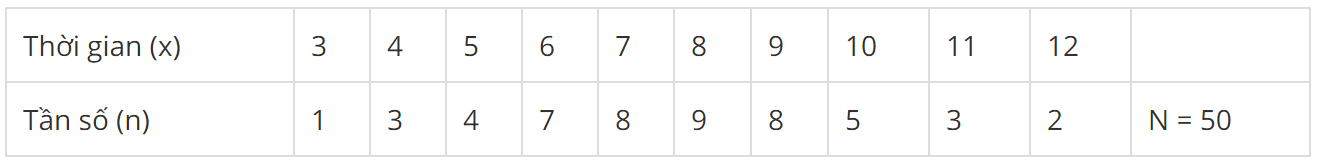 Thời gian (x) 3 4 5 6 7 8 9 10 11 12
Tần số (n) 1 3 4 7 8 9 8 5 3 2 N = 50